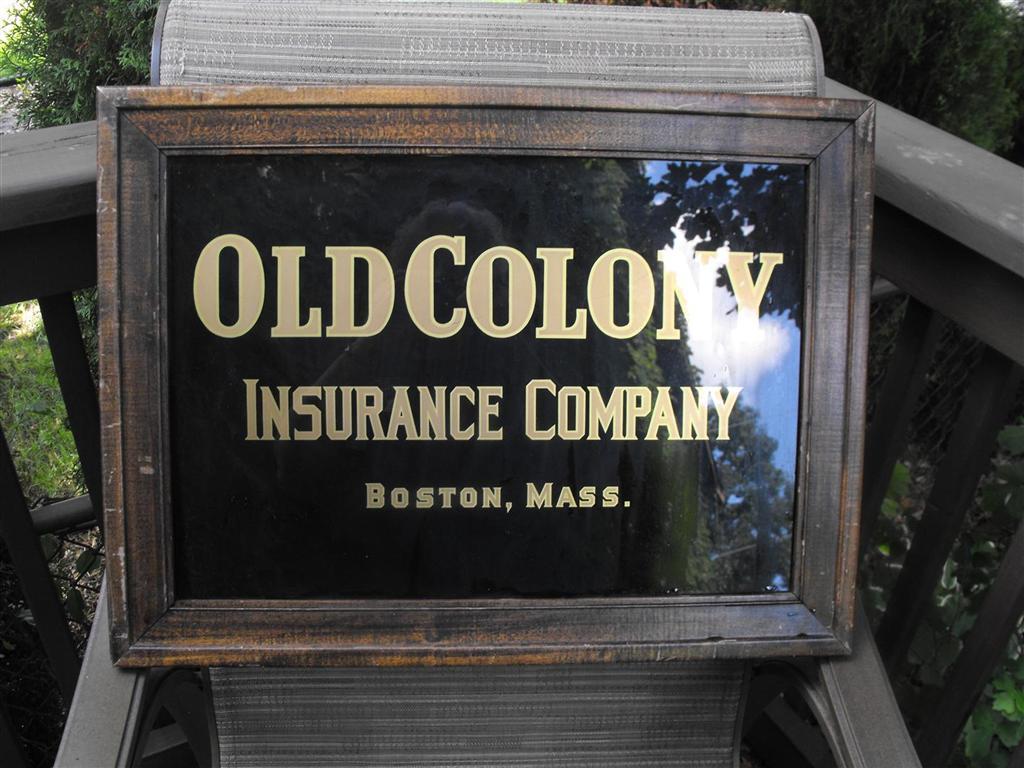 OLD COLONY
INSURANCE COMPANY
BOSTON, MASS.